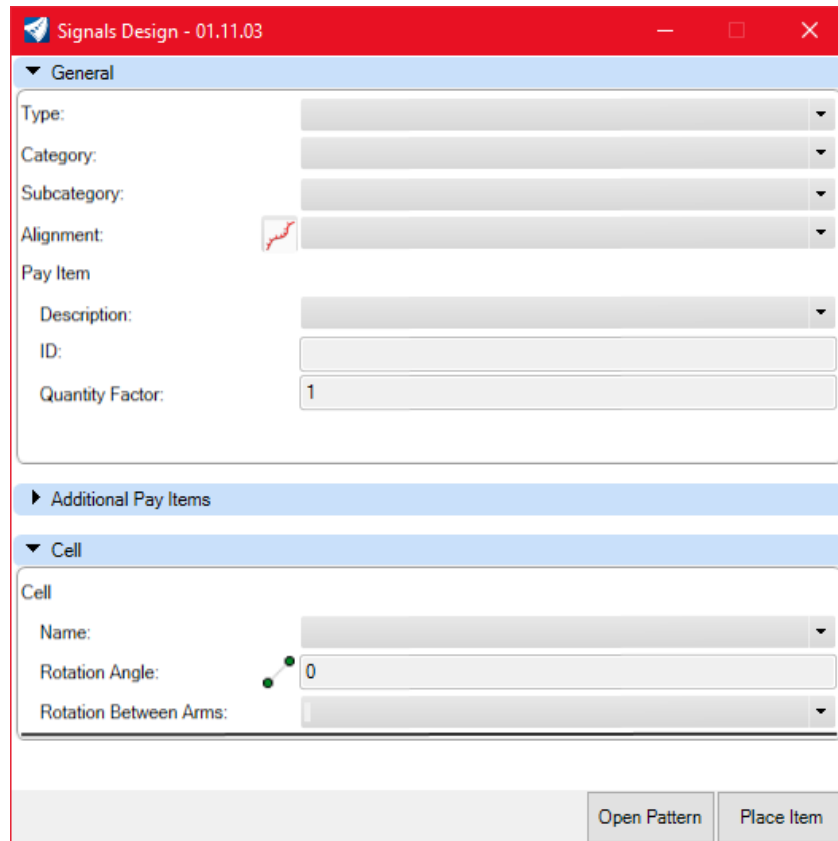 Signals Design - 01.11.03
General
Type:
Category:
Subcategory:
Alignment:
Pay Item
Description:
ID:
Quantity Factor: 1
Additional Pay Items
Cell
Cell
Name:
Rotation Angle: 0
Rotation Between Arms:
Open Pattern Place Item